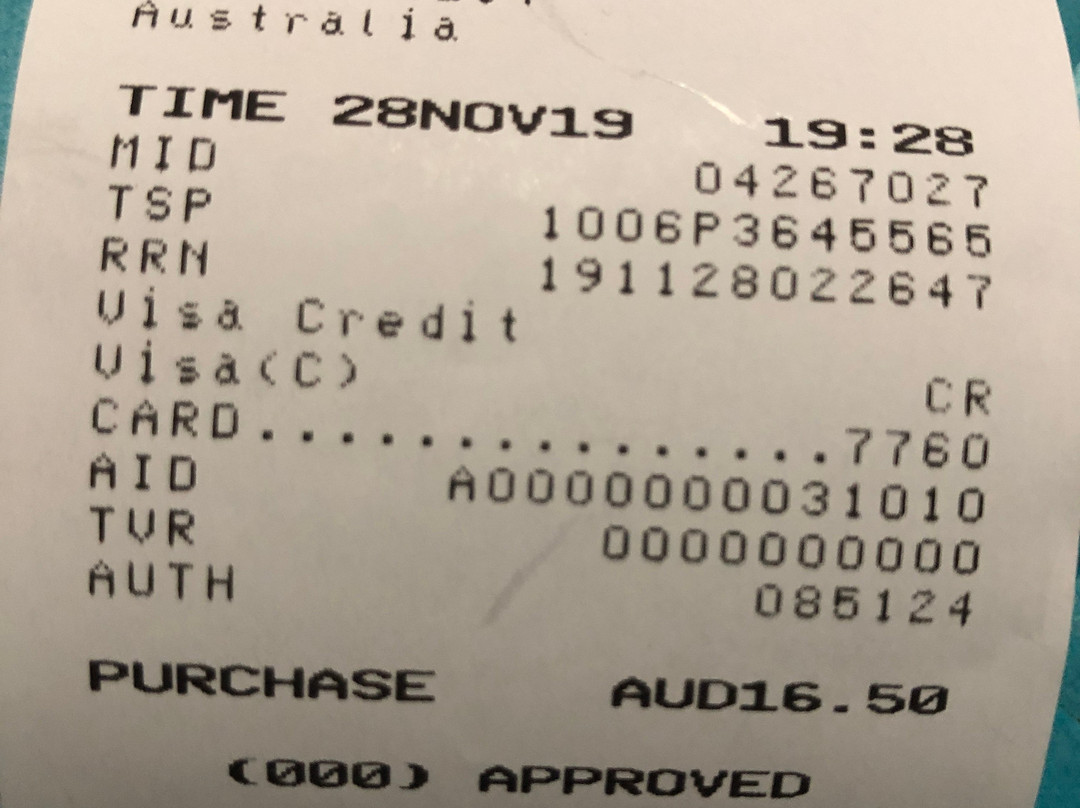 Australia
TIME 28NOV19 19:28
MID 04267027
TSP 1006P3645565
RRN 191128022647
Visa Credit
Visa(C) CR
CARD...............7760
AID A0000000031010
TVR 0000000000
AUTH 085124
PURCHASE AUD16.50
(000) APPROVED